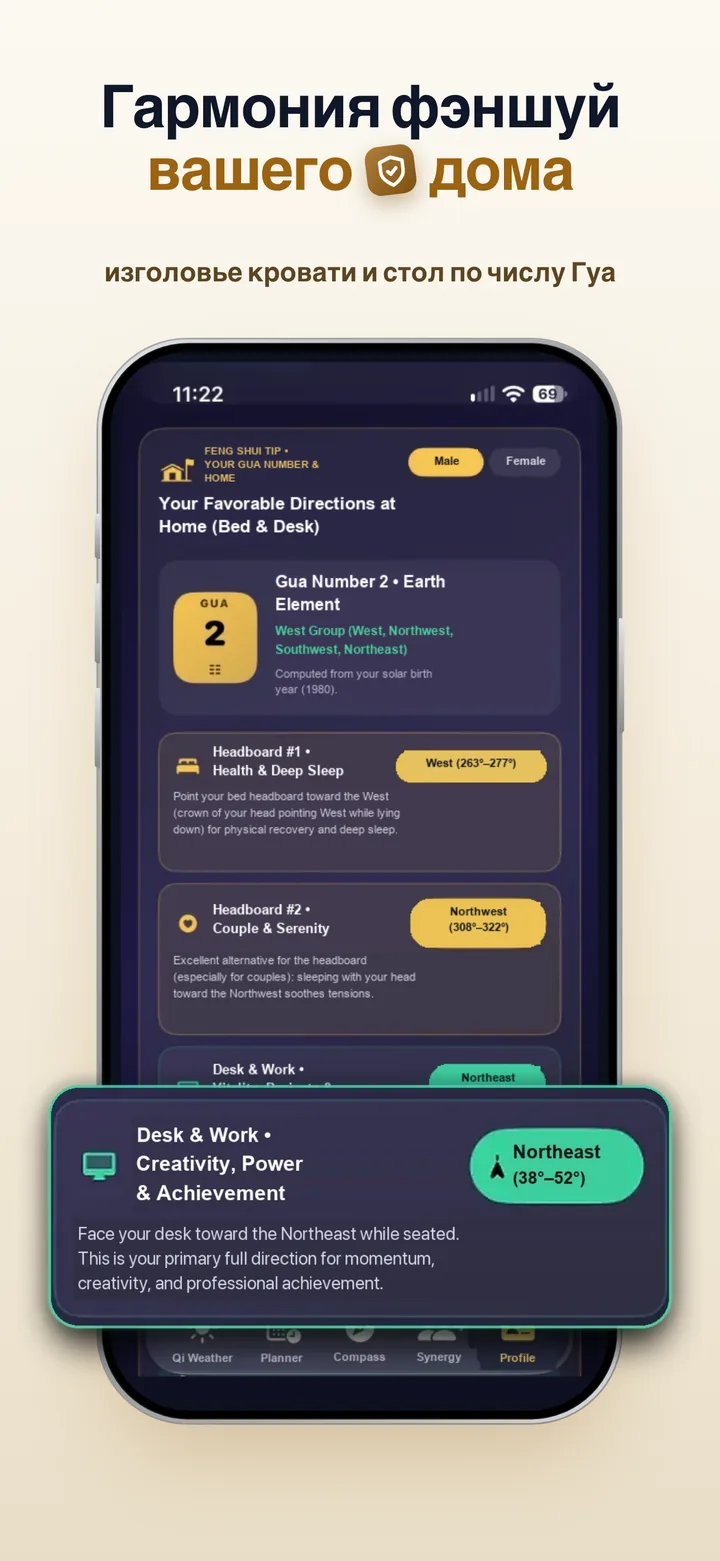 Гармония фэншуй
вашего дома
изголовье кровати и стол по числу Гуа
11:22
69
FENG SHUI TIP •
YOUR GUA NUMBER &
HOME
Male
Female
Your Favorable Directions at
Home (Bed & Desk)
GUA
2
Gua Number 2 • Earth
Element
West Group (West, Northwest,
Southwest, Northeast)
Computed from your solar birth
year (1980).
Headboard #1 •
Health & Deep Sleep
West (263°–277°)
Point your bed headboard toward the West
(crown of your head pointing West while lying
down) for physical recovery and deep sleep.
Headboard #2 •
Couple & Serenity
Northwest
(308°–322°)
Excellent alternative for the headboard
(especially for couples): sleeping with your head
toward the Northwest soothes tensions.
Desk & Work •
Northeast
Desk & Work •
Creativity, Power
& Achievement
Northeast
(38°–52°)
Face your desk toward the Northeast while seated.
This is your primary full direction for momentum,
creativity, and professional achievement.
Qi Weather
Planner
Compass
Synergy
Profile